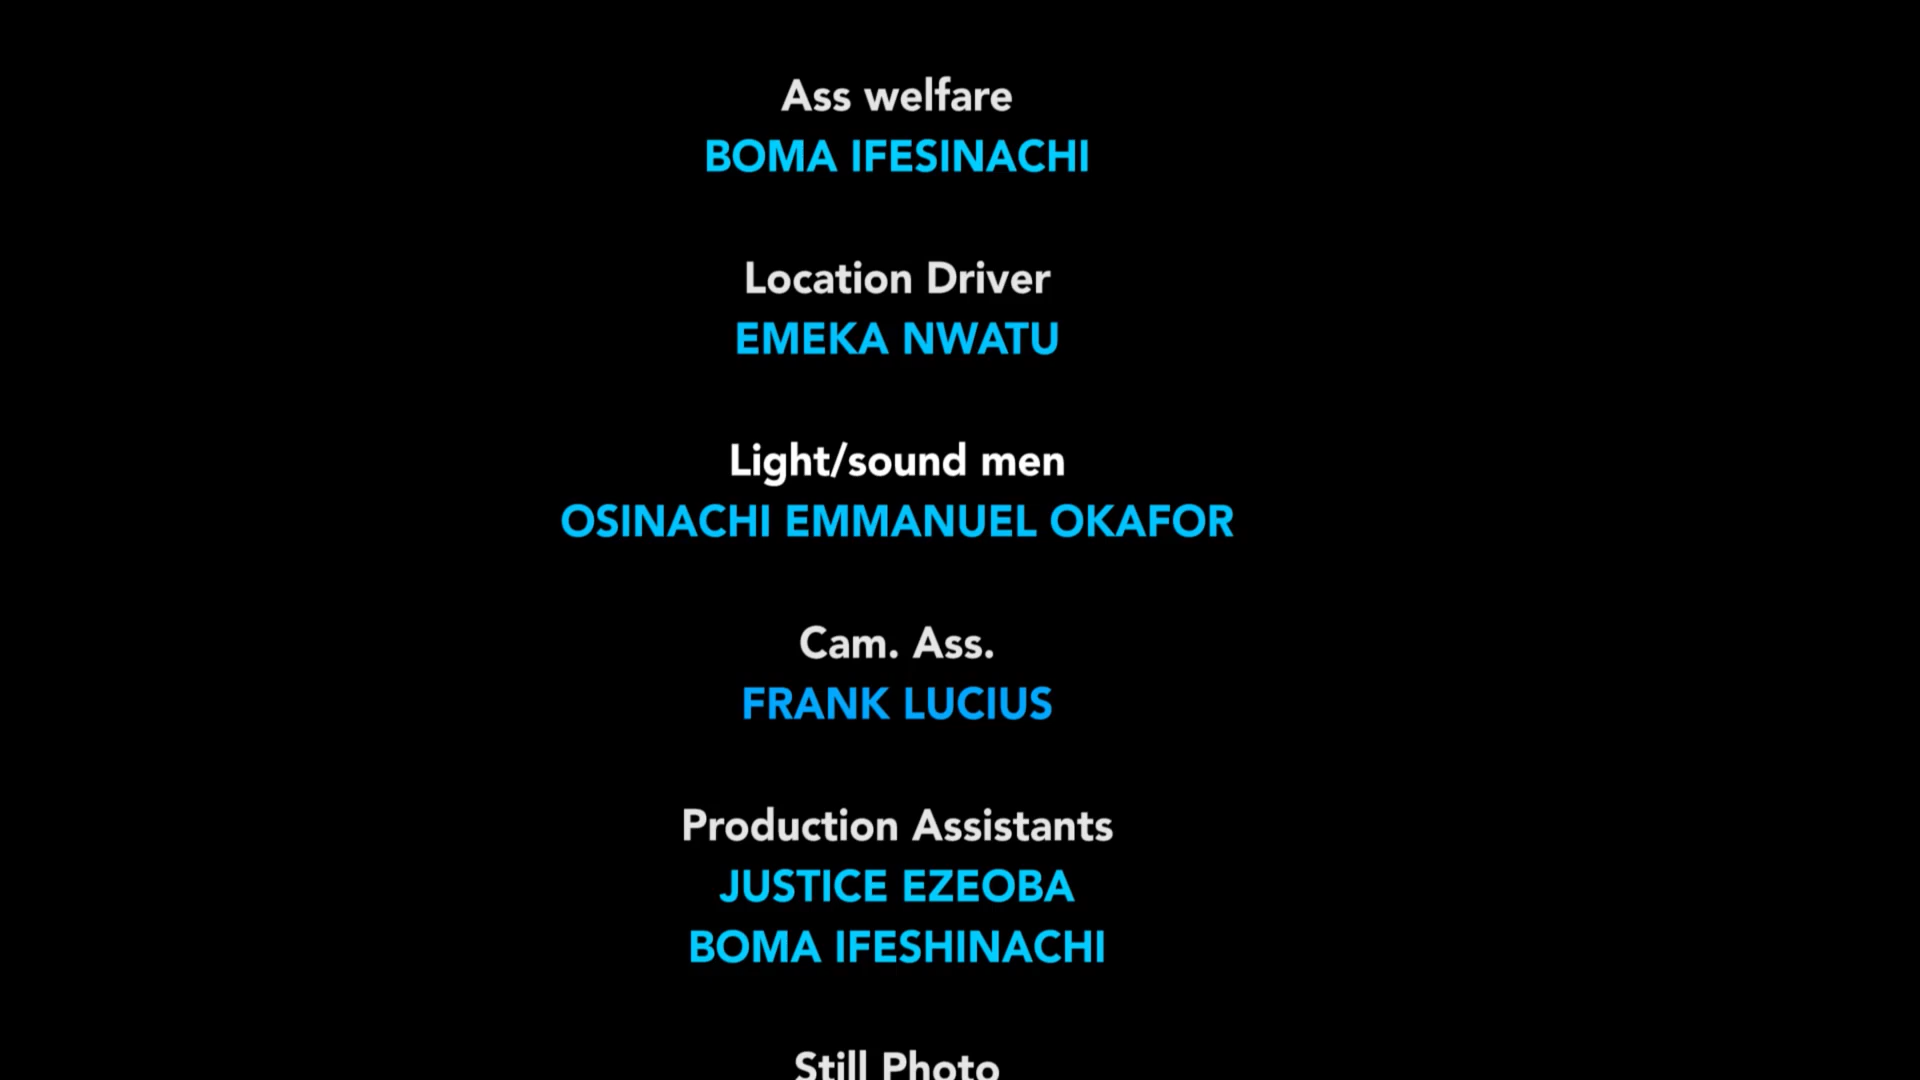 Ass welfare
BOMA IFESINACHI
Location Driver
EMEKA NWATU
Light/sound men
OSINACHI EMMANUEL OKAFOR
Cam. Ass.
FRANK LUCIUS
Production Assistants
JUSTICE EZEOBA
BOMA IFESHINACHI
Still Photo